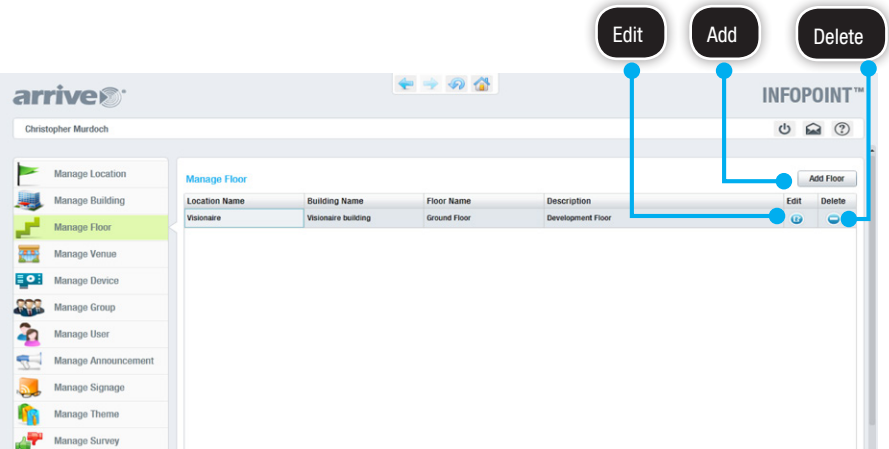 Edit
Add
Delete
arrive
INFOPOINT™
Christopher Murdoch
Manage Location
Manage Building
Manage Floor
Manage Venue
Manage Device
Manage Group
Manage User
Manage Announcement
Manage Signage
Manage Theme
Manage Survey
Manage Floor
Add Floor
Location Name Building Name Floor Name Description Edit Delete
Visionaire Visionaire building Ground Floor Development Floor